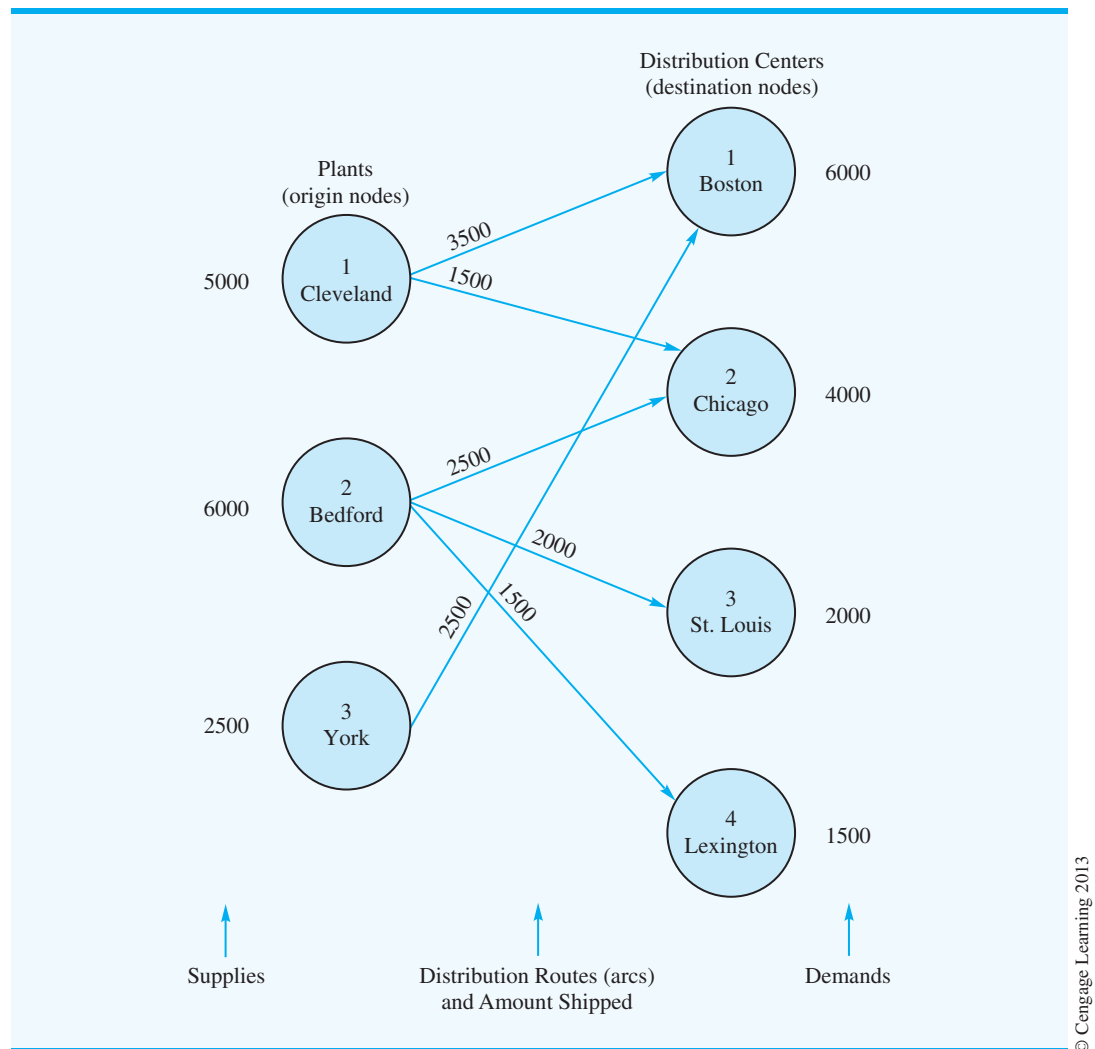 Distribution Centers
(destination nodes)
Plants
(origin nodes)
1
Boston
6000
5000
1
Cleveland
3500
1500
2
Chicago
4000
6000
2
Bedford
2500
2000
1500
2500
3
St. Louis
2000
2500
3
York
4
Lexington
1500
Supplies
Distribution Routes (arcs)
and Amount Shipped
Demands
© Cengage Learning 2013